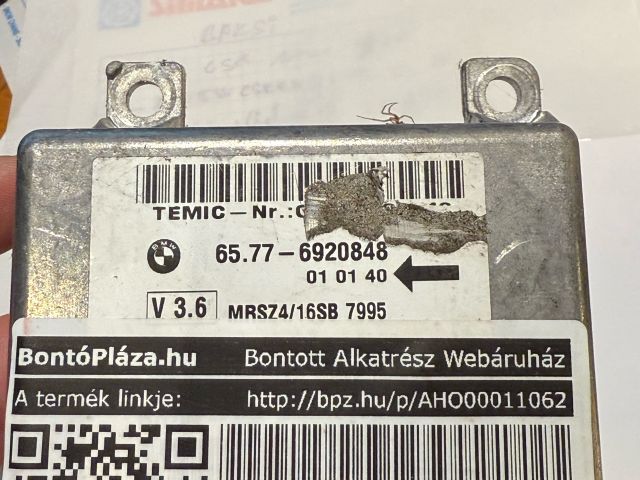 TEMIC-Nr.:
BMW
65.77-6920848
01 01 40
V 3.6 MRSZ4/16SB 7995
BontóPláza.hu Bontott Alkatrész Webáruház
A termék linkje: http://bpz.hu/p/AHO00011062